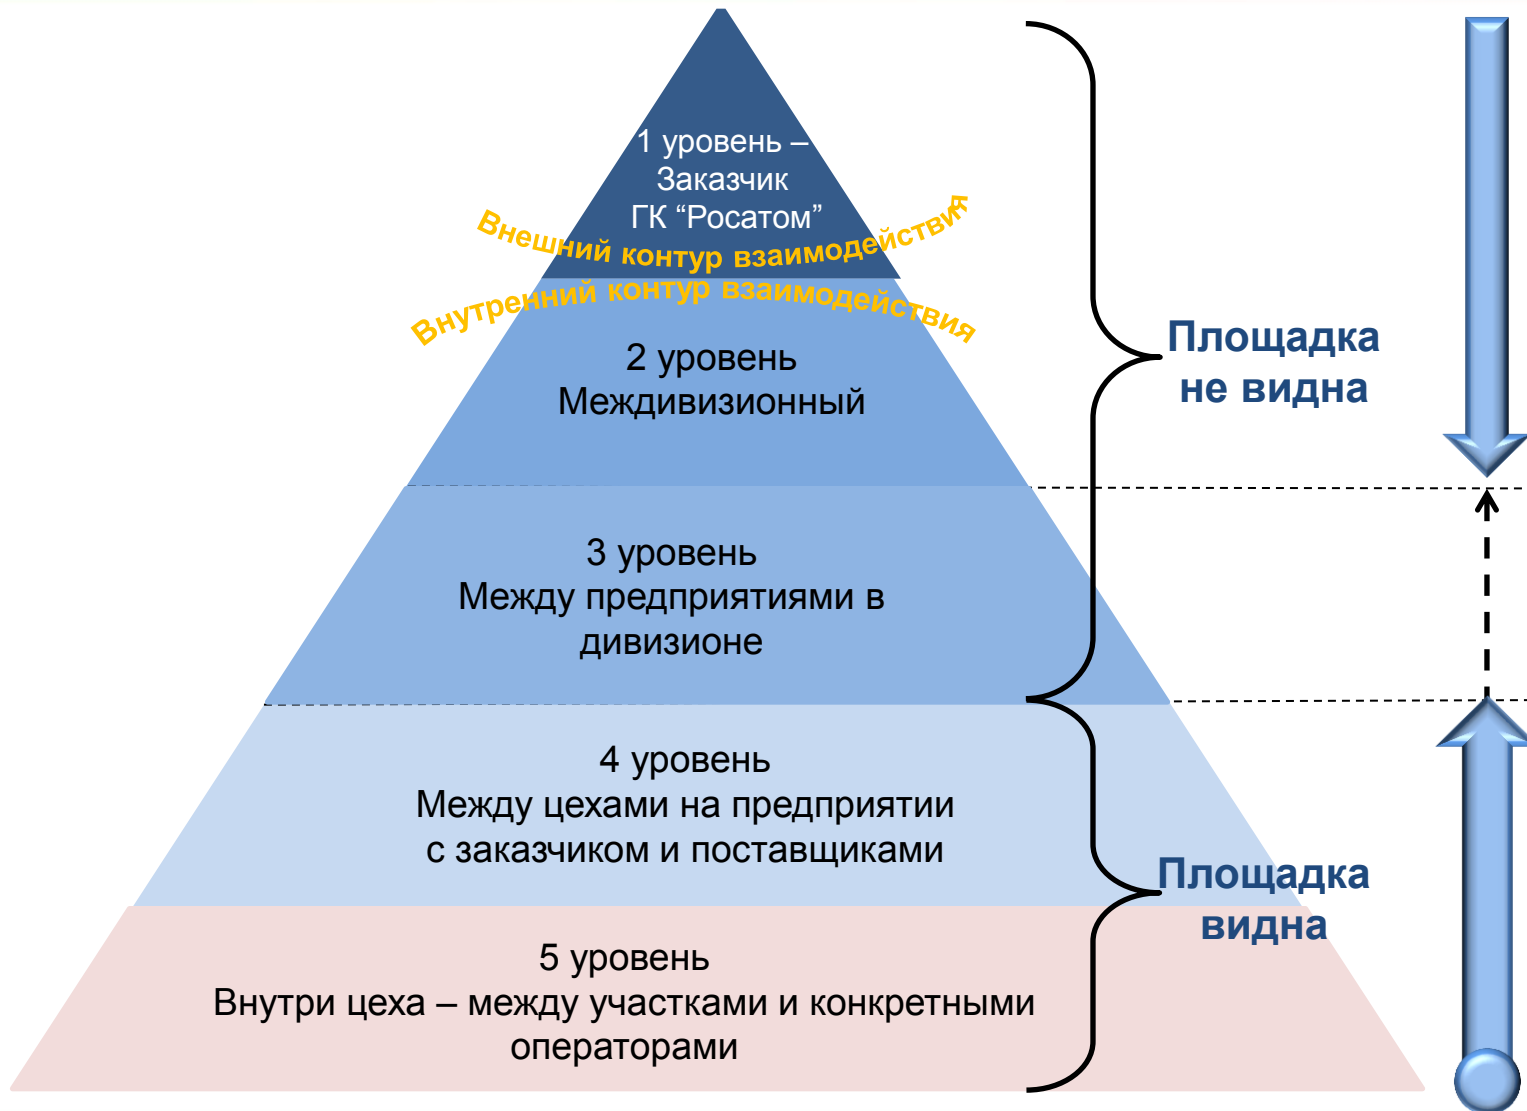 1 уровень –
Заказчик
ГК “Росатом”
Внешний контур взаимодействия
Внутренний контур взаимодействия
2 уровень
Междивизионный
Площадка
не видна
3 уровень
Между предприятиями в
дивизионе
4 уровень
Между цехами на предприятии
с заказчиком и поставщиками
Площадка
видна
5 уровень
Внутри цеха – между участками и конкретными
операторами